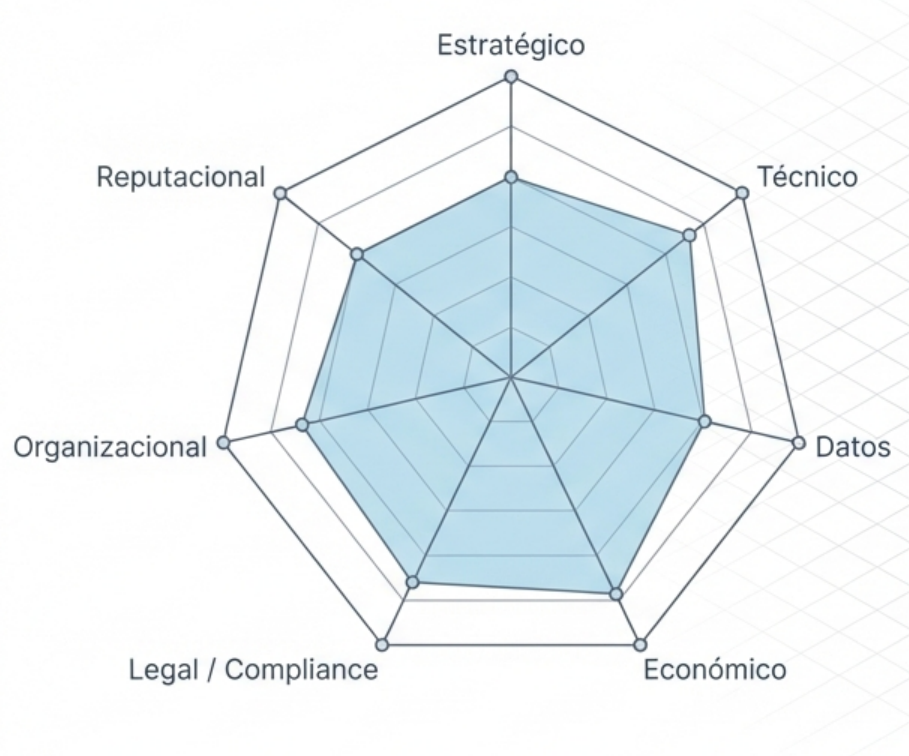 Estratégico
Reputacional
Técnico
Organizacional
Datos
Legal / Compliance
Económico